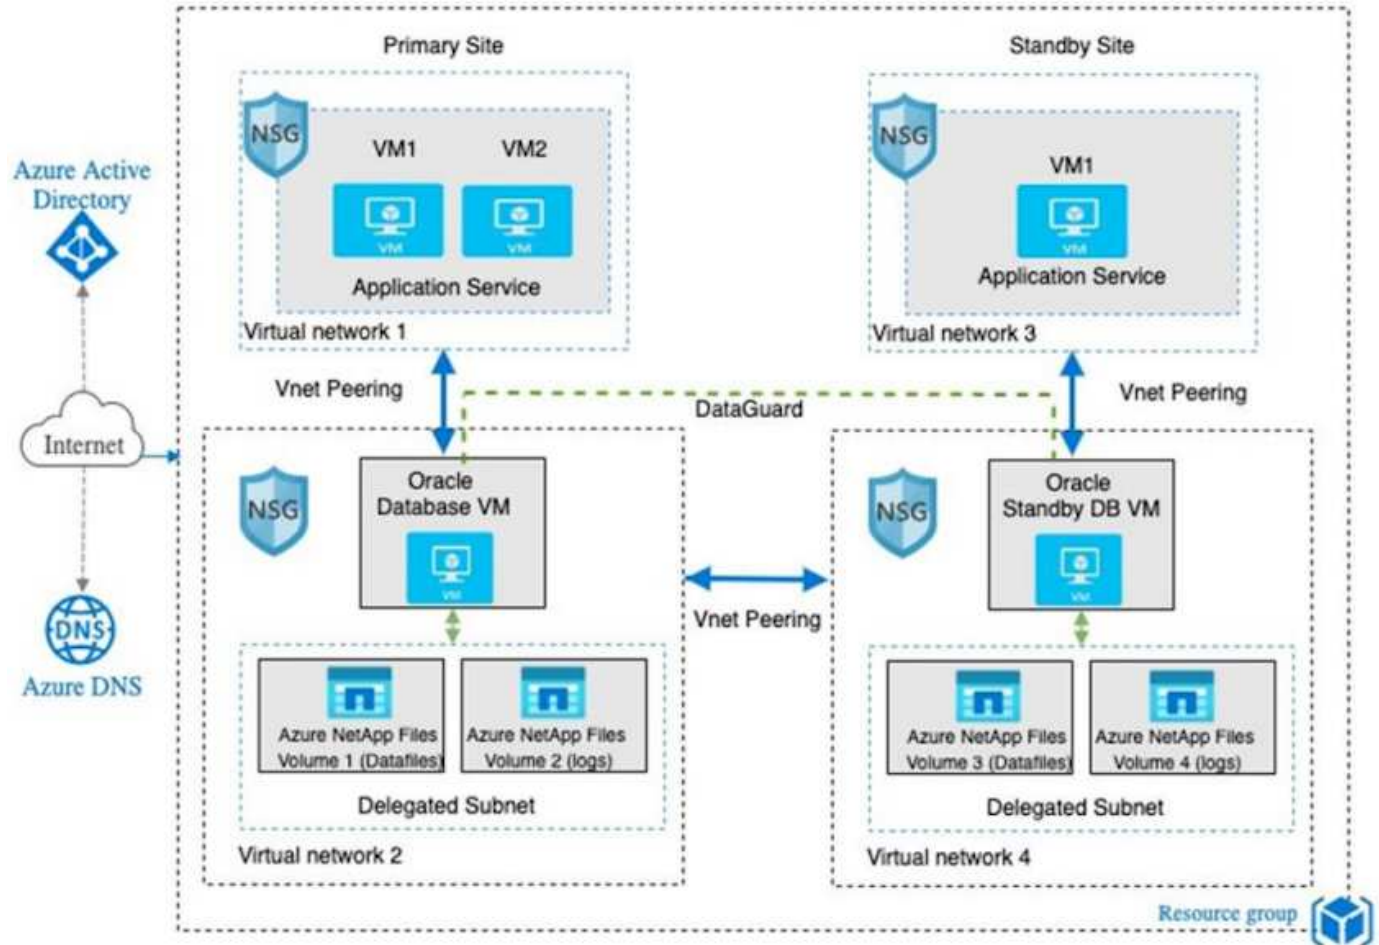 Primary Site
Standby Site
NSG
VM1
VM2
VM
VM
Application Service
Virtual network 1
NSG
VM1
VM
Application Service
Virtual network 3
Azure Active
Directory
Internet
DNS
Azure DNS
Vnet Peering
DataGuard
Vnet Peering
NSG
Oracle
Database VM
VM
Azure NetApp Files
Volume 1 (Datafiles)
Azure NetApp Files
Volume 2 (logs)
Delegated Subnet
Virtual network 2
Vnet Peering
NSG
Oracle
Standby DB VM
VM
Azure NetApp Files
Volume 3 (Datafiles)
Azure NetApp Files
Volume 4 (logs)
Delegated Subnet
Virtual network 4
Resource group